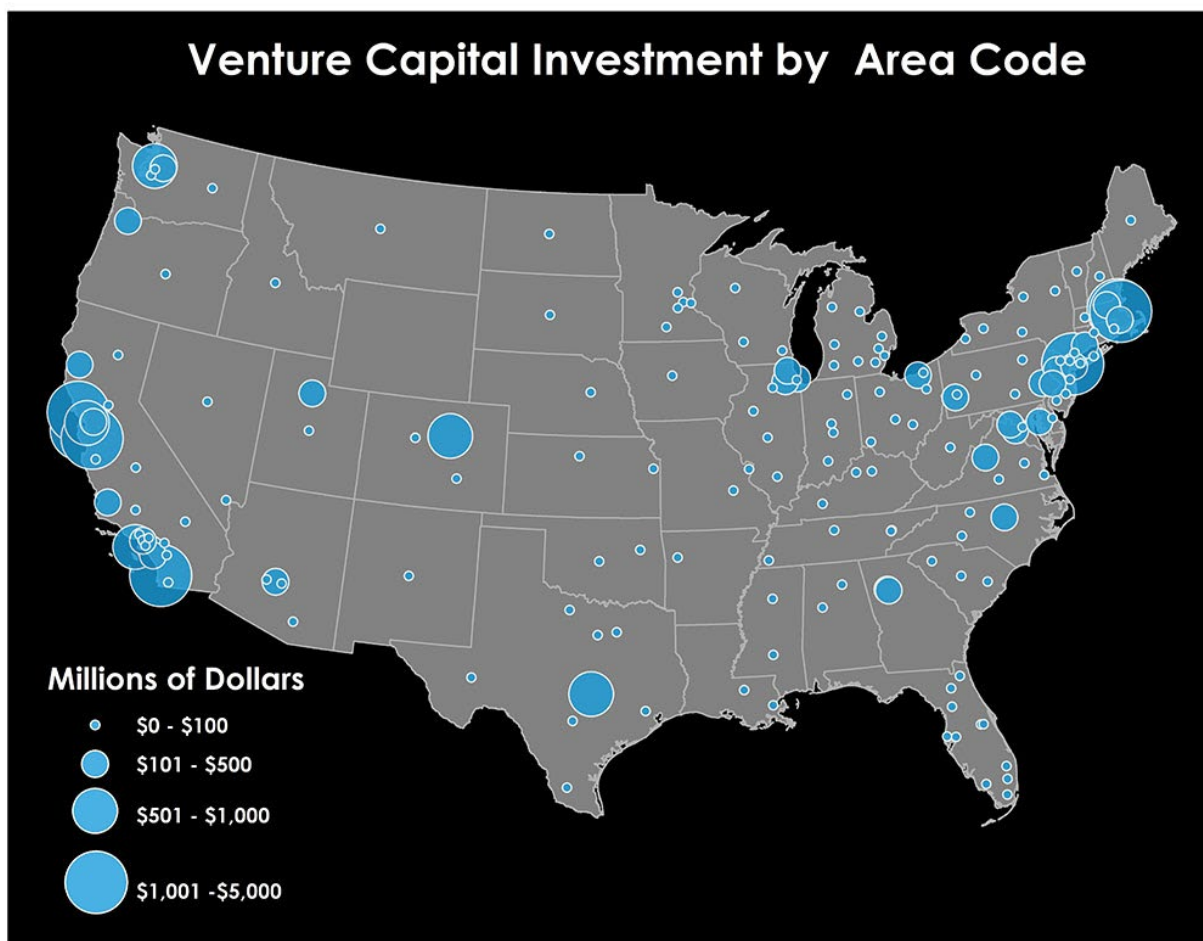 Venture Capital Investment by  Area Code
Millions of Dollars
$0 - $100
$101 - $500
$501 - $1,000
$1,001 -$5,000